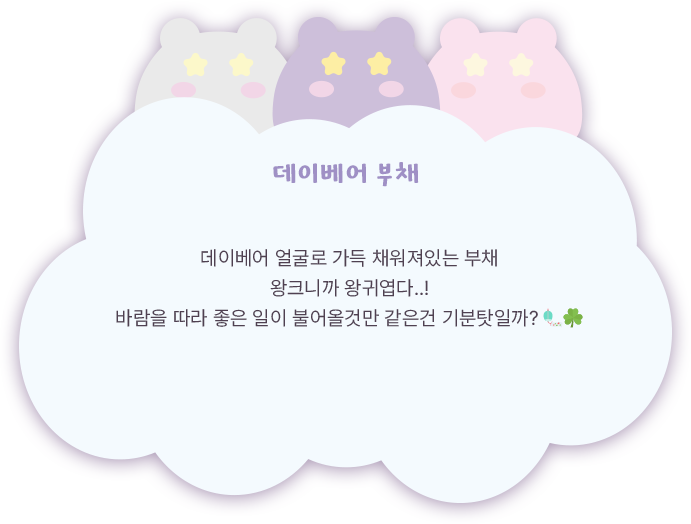 데이베어 부채
데이베어 얼굴로 가득 채워져있는 부채
왕크니까 왕귀엽다..!
바람을 따라 좋은 일이 불어올것만 같은건 기분탓일까?🎐☘️